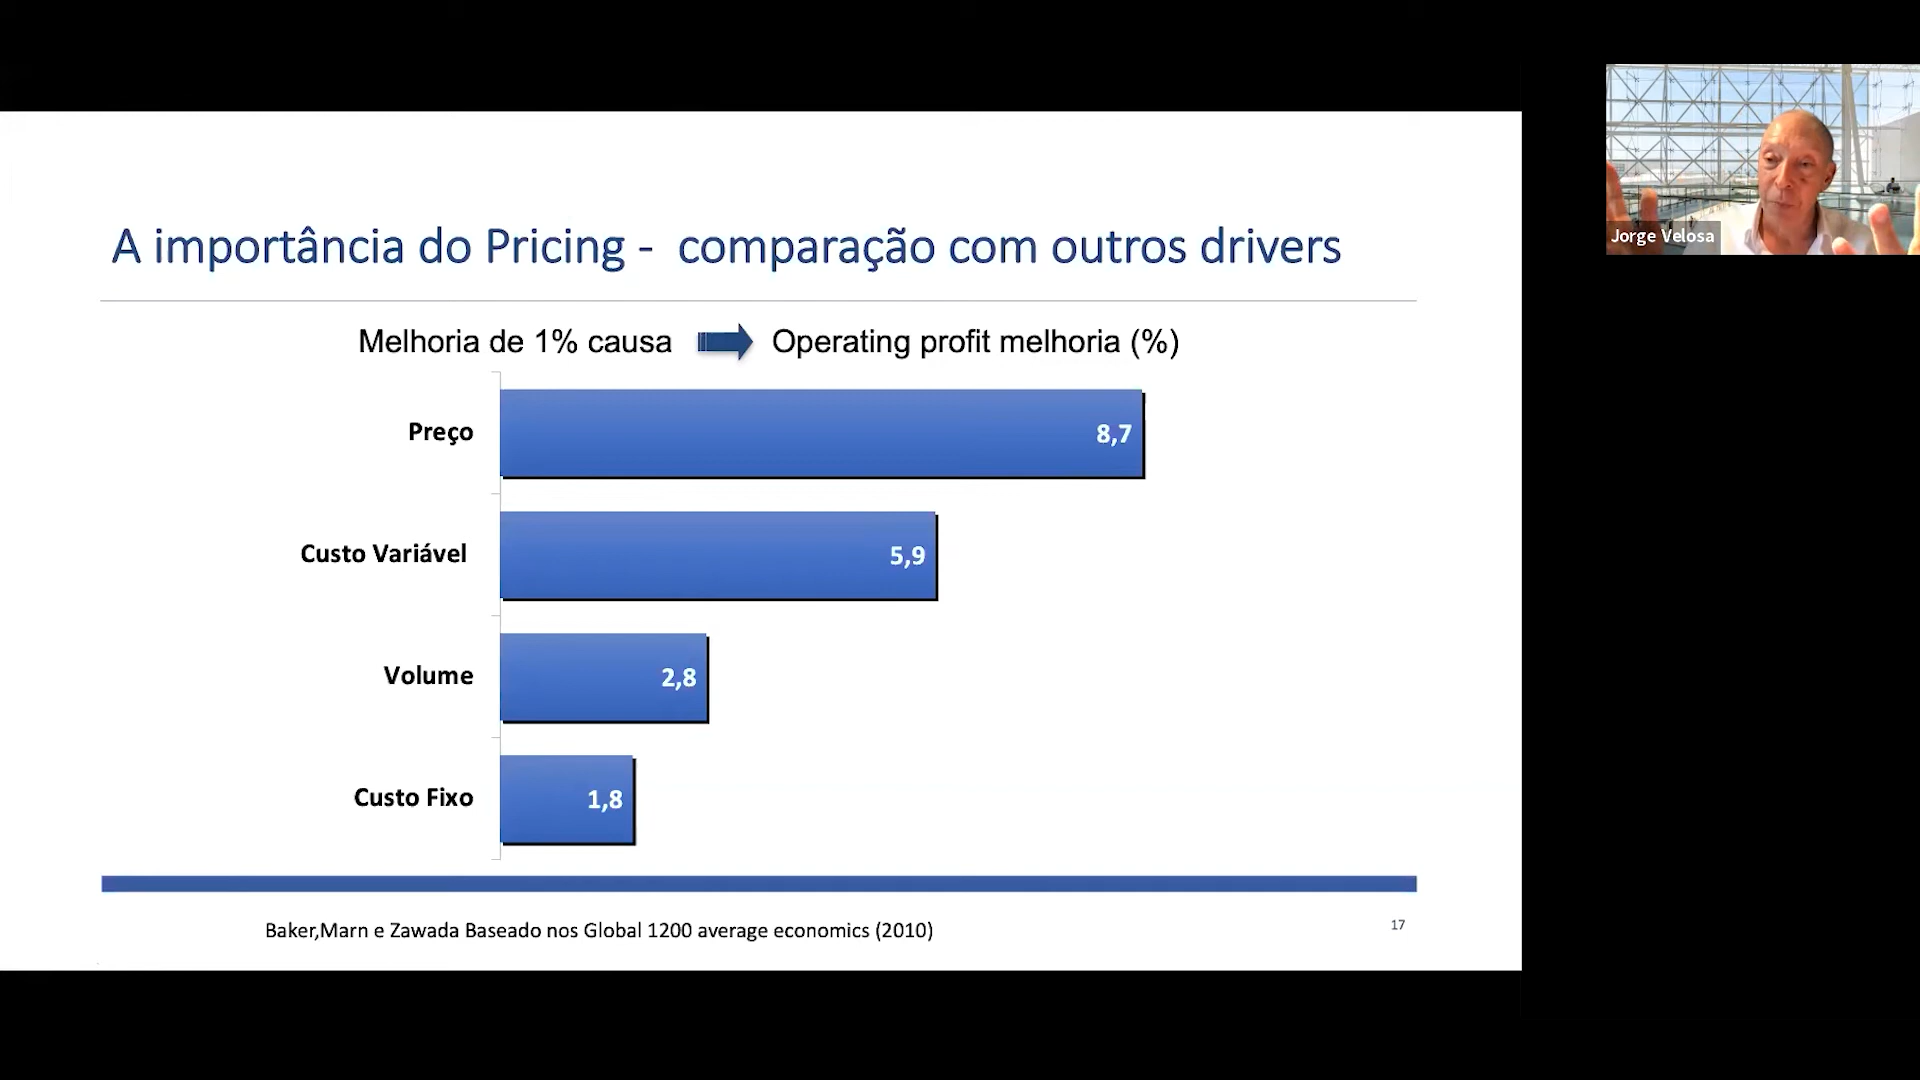 A importância do Pricing - comparação com outros drivers
Melhoria de 1% causa Operating profit melhoria (%)
Preço 8,7
Custo Variável 5,9
Volume 2,8
Custo Fixo 1,8
Baker,Marn e Zawada Baseado nos Global 1200 average economics (2010)
17
Jorge Velosa